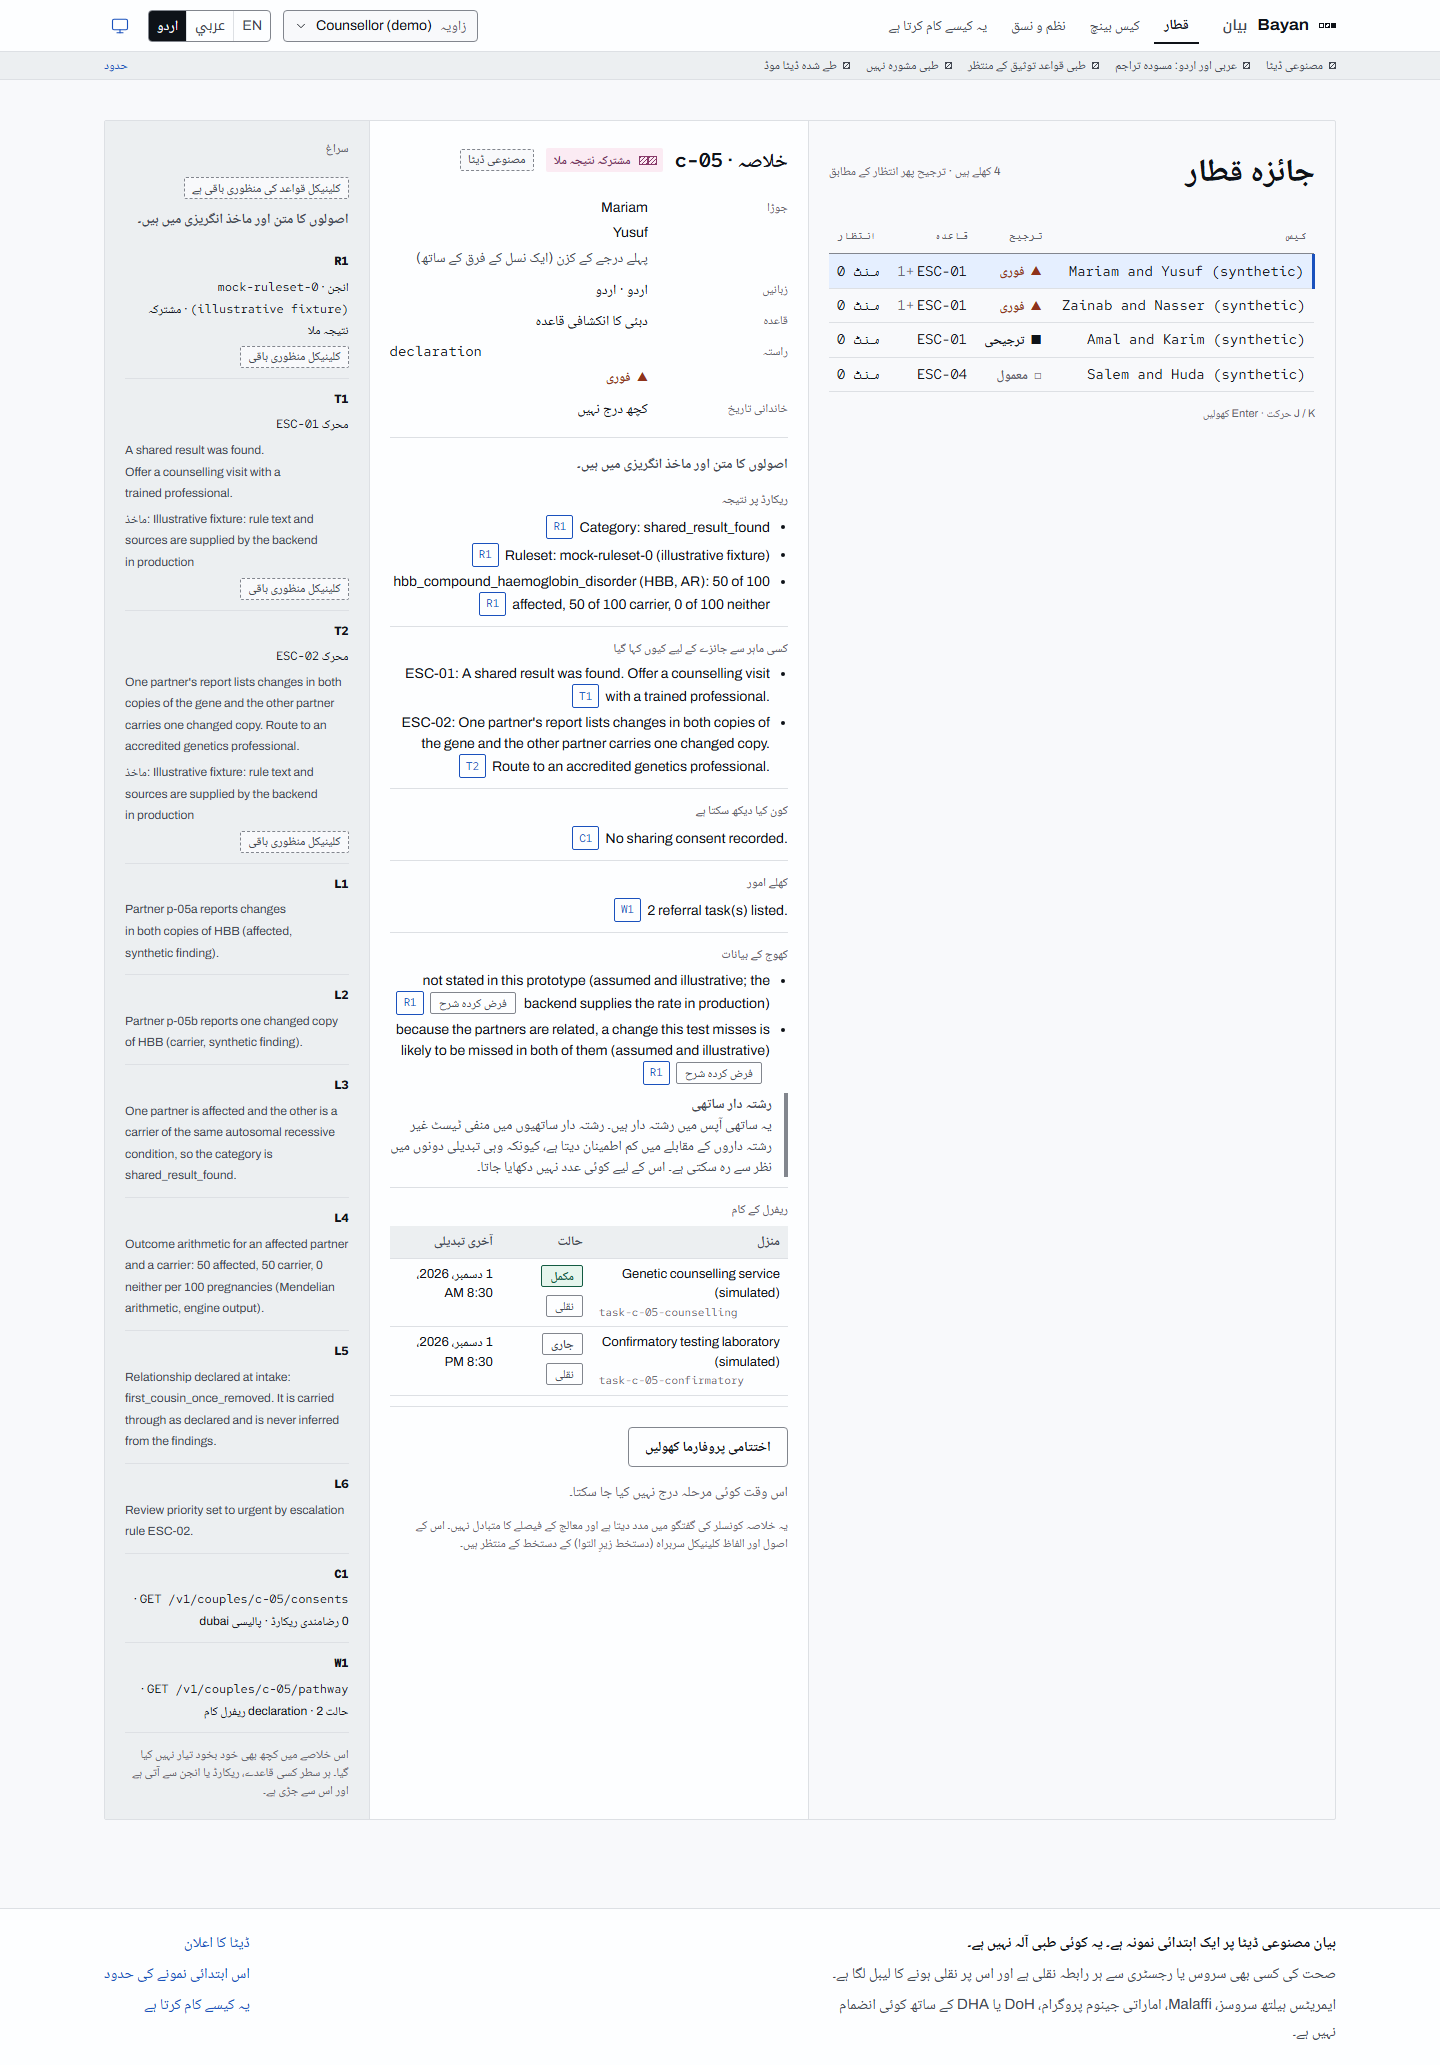 Bayan بیان
قطار
کیس بینچ
نظم و نسق
یہ کیسے کام کرتا ہے
زاویہ Counsellor (demo)
EN عربي اردو
مصنوعی ڈیٹا
عربی اور اردو: مسودہ تراجم
طبی قواعد توثیق کے منتظر
طبی مشورہ نہیں
طے شدہ ڈیٹا موڈ
حدود
جائزہ قطار
4 کھلے ہیں · ترجیح پھر انتظار کے مطابق
کیس ترجیح قاعدہ انتظار
Mariam and Yusuf (synthetic) ▲ فوری ESC-01 +1 0 منٹ
Zainab and Nasser (synthetic) ▲ فوری ESC-01 +1 0 منٹ
Amal and Karim (synthetic) ■ ترجیحی ESC-01 0 منٹ
Salem and Huda (synthetic) □ معمول ESC-04 0 منٹ
J / K حرکت · Enter کھولیں
خلاصہ · c-05
مشترکہ نتیجہ ملا
مصنوعی ڈیٹا
جوڑا
Mariam
Yusuf
پہلے درجے کے کزن (ایک نسل کے فرق کے ساتھ)
زبانیں اردو · اردو
قاعدہ دبئی کا انکشافی قاعدہ
راستہ declaration
▲ فوری
خاندانی تاریخ کچھ درج نہیں
اصولوں کا متن اور ماخذ انگریزی میں ہیں۔
ریکارڈ پر نتیجہ
• Category: shared_result_found R1
• Ruleset: mock-ruleset-0 (illustrative fixture) R1
• hbb_compound_haemoglobin_disorder (HBB, AR): 50 of 100
affected, 50 of 100 carrier, 0 of 100 neither R1
کسی ماہر سے جائزے کے لیے کیوں کہا گیا
• ESC-01: A shared result was found. Offer a counselling visit
with a trained professional. T1
• ESC-02: One partner's report lists changes in both copies of
the gene and the other partner carries one changed copy.
Route to an accredited genetics professional. T2
کون کیا دیکھ سکتا ہے
No sharing consent recorded. C1
کھلے امور
2 referral task(s) listed. W1
کھوج کے بیانات
• not stated in this prototype (assumed and illustrative; the
backend supplies the rate in production) فرض کردہ شرح R1
• because the partners are related, a change this test misses is
likely to be missed in both of them (assumed and illustrative)
فرض کردہ شرح R1
رشتہ دار ساتھی
یہ ساتھی آپس میں رشتہ دار ہیں۔ رشتہ دار ساتھیوں میں منفی ٹیسٹ غیر
رشتہ داروں کے مقابلے میں کم اطمینان دیتا ہے، کیونکہ وہی تبدیلی دونوں میں
نظر سے رہ سکتی ہے۔ اس کے لیے کوئی عدد نہیں دکھایا جاتا۔
ریفرل کے کام
منزل حالت آخری تبدیلی
Genetic counselling service
(simulated)
task-c-05-counselling
مکمل
نقلی
1 دسمبر، 2026،
8:30 AM
Confirmatory testing laboratory
(simulated)
task-c-05-confirmatory
جاری
نقلی
1 دسمبر، 2026،
8:30 PM
اختتامی پروفارما کھولیں
اس وقت کوئی مرحلہ درج نہیں کیا جا سکتا۔
یہ خلاصہ کونسلر کی گفتگو میں مدد دیتا ہے اور معالج کے فیصلے کا متبادل نہیں۔ اس کے
اصول اور الفاظ کلینیکل سربراہ (دستخط زیر التوا) کے دستخط کے منتظر ہیں۔
سراغ
کلینیکل قواعد کی منظوری باقی ہے
اصولوں کا متن اور ماخذ انگریزی میں ہیں۔
R1
انجن · mock-ruleset-0
(illustrative fixture) · مشترکہ
نتیجہ ملا
کلینیکل منظوری باقی
T1
محرک ESC-01
A shared result was found.
Offer a counselling visit with a
trained professional.
ماخذ: Illustrative fixture: rule text and
sources are supplied by the backend
in production
کلینیکل منظوری باقی
T2
محرک ESC-02
One partner's report lists changes in both
copies of the gene and the other partner
carries one changed copy. Route to an
accredited genetics professional.
ماخذ: Illustrative fixture: rule text and
sources are supplied by the backend
in production
کلینیکل منظوری باقی
L1
Partner p-05a reports changes
in both copies of HBB (affected,
synthetic finding).
L2
Partner p-05b reports one changed copy
of HBB (carrier, synthetic finding).
L3
One partner is affected and the other is a
carrier of the same autosomal recessive
condition, so the category is
shared_result_found.
L4
Outcome arithmetic for an affected partner
and a carrier: 50 affected, 50 carrier, 0
neither per 100 pregnancies (Mendelian
arithmetic, engine output).
L5
Relationship declared at intake:
first_cousin_once_removed. It is carried
through as declared and is never inferred
from the findings.
L6
Review priority set to urgent by escalation
rule ESC-02.
C1
GET /v1/couples/c-05/consents ·
0 رضامندی ریکارڈ · پالیسی dubai
W1
GET /v1/couples/c-05/pathway ·
حالت declaration · 2 ریفرل کام
اس خلاصے میں کچھ بھی خود بخود تیار نہیں کیا
گیا۔ ہر سطر کسی قاعدے، ریکارڈ یا انجن سے آتی ہے
اور اس سے جڑی ہے۔
بیان مصنوعی ڈیٹا پر ایک ابتدائی نمونہ ہے۔ یہ کوئی طبی آلہ نہیں ہے۔
صحت کی کسی بھی سروس یا رجسٹری سے ہر رابطہ نقلی ہے اور اس پر نقلی ہونے کا لیبل لگا ہے۔
ایمریٹس ہیلتھ سروسز، Malaffi، اماراتی جینوم پروگرام، DoH یا DHA کے ساتھ کوئی انضمام
نہیں ہے۔
ڈیٹا کا اعلان
اس ابتدائی نمونے کی حدود
یہ کیسے کام کرتا ہے